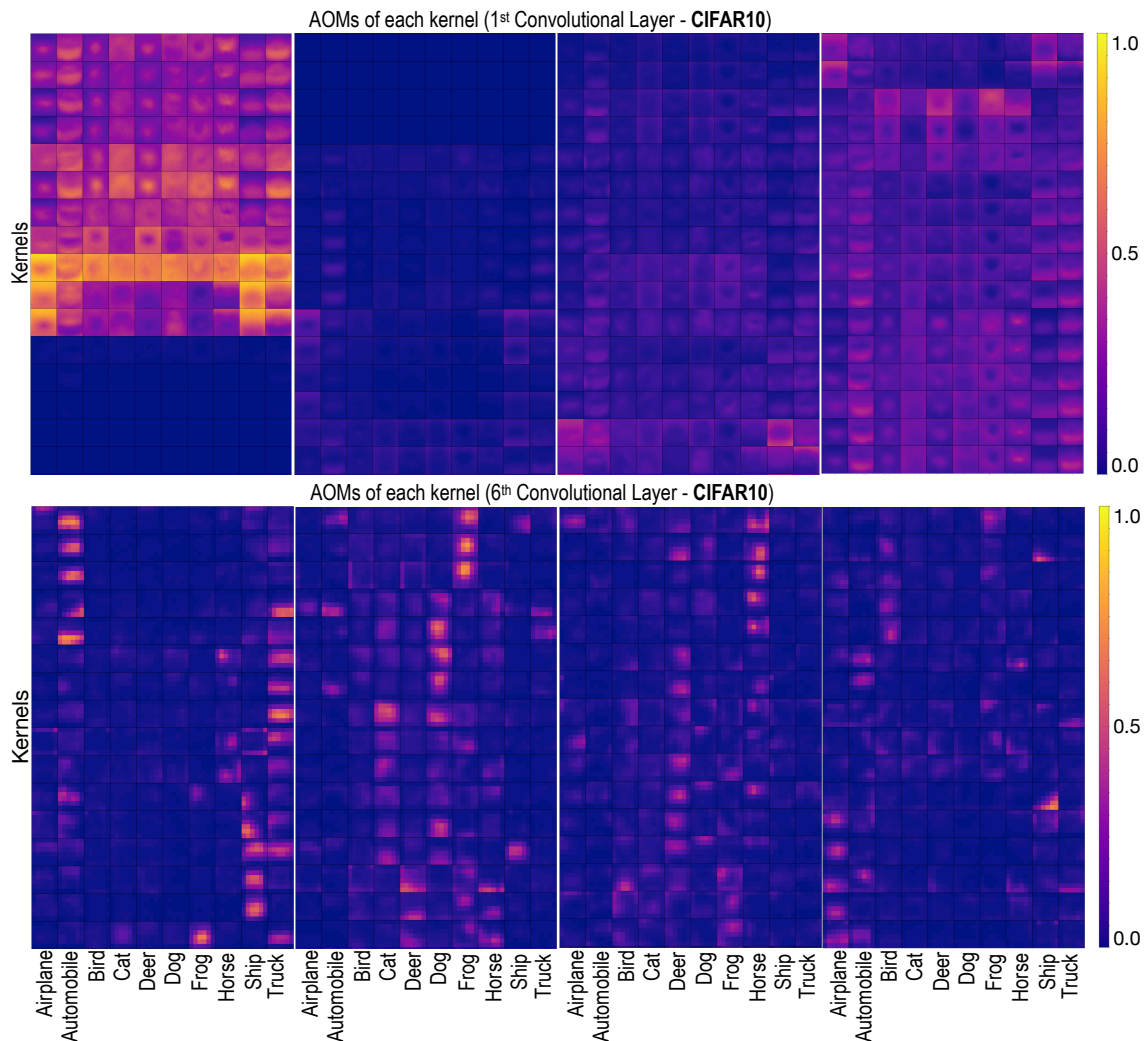 AOMs of each kernel (1st Convolutional Layer - CIFAR10)
Kernels
1.0
0.5
0.0
AOMs of each kernel (6th Convolutional Layer - CIFAR10)
Kernels
1.0
0.5
0.0
Airplane
Automobile
Bird
Cat
Deer
Dog
Frog
Horse
Ship
Truck
Airplane
Automobile
Bird
Cat
Deer
Dog
Frog
Horse
Ship
Truck
Airplane
Automobile
Bird
Cat
Deer
Dog
Frog
Horse
Ship
Truck
Airplane
Automobile
Bird
Cat
Deer
Dog
Frog
Horse
Ship
Truck